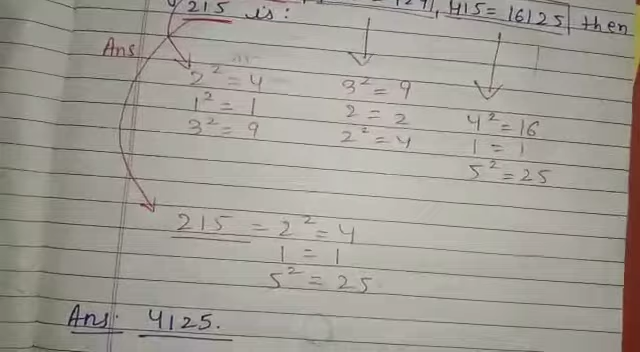 215 is: 415 = 16125 then
Ans
2² = 4
1² = 1
3² = 9
3² = 9
2 = 2
2² = 4
4² = 16
1 = 1
5² = 25
215 = 2² = 4
1 = 1
5² = 25
Ans: 4125.